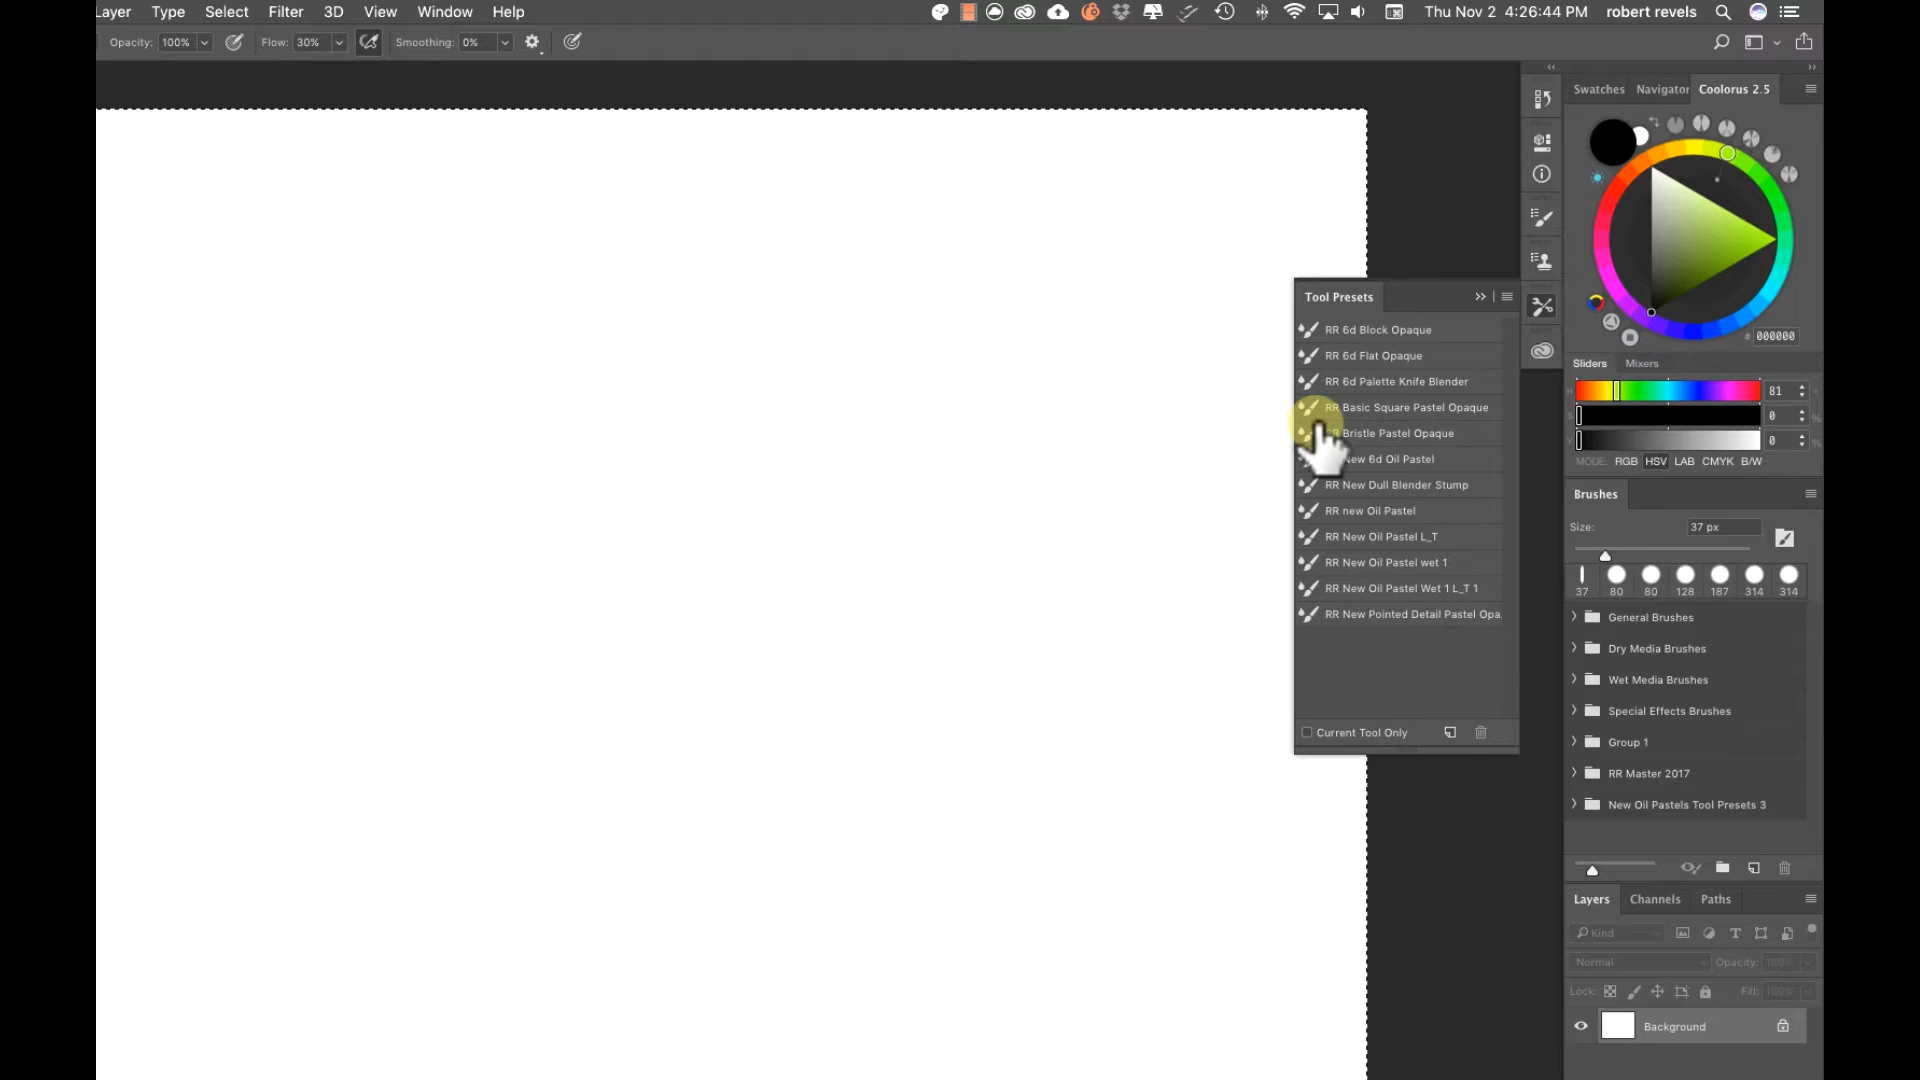 Layer Type Select Filter 3D View Window Help Thu Nov 2 4:26:44 PM robert revels
Opacity: 100% Flow: 30% Smoothing: 0%
Swatches Navigator Coolorus 2.5
# 000000
Sliders Mixers
81
0 %
0 %
MODE: RGB HSV LAB CMYK B/W
Tool Presets
RR 6d Block Opaque
RR 6d Flat Opaque
RR 6d Palette Knife Blender
RR Basic Square Pastel Opaque
RR Bristle Pastel Opaque
New 6d Oil Pastel
RR New Dull Blender Stump
RR new Oil Pastel
RR New Oil Pastel L_T
RR New Oil Pastel wet 1
RR New Oil Pastel Wet 1 L_T 1
RR New Pointed Detail Pastel Opa
Current Tool Only
Brushes
Size: 37 px
37 80 80 128 187 314 314
General Brushes
Dry Media Brushes
Wet Media Brushes
Special Effects Brushes
Group 1
RR Master 2017
New Oil Pastels Tool Presets 3
Layers Channels Paths
Kind
Normal Opacity: 100%
Lock: Fill: 100%
Background